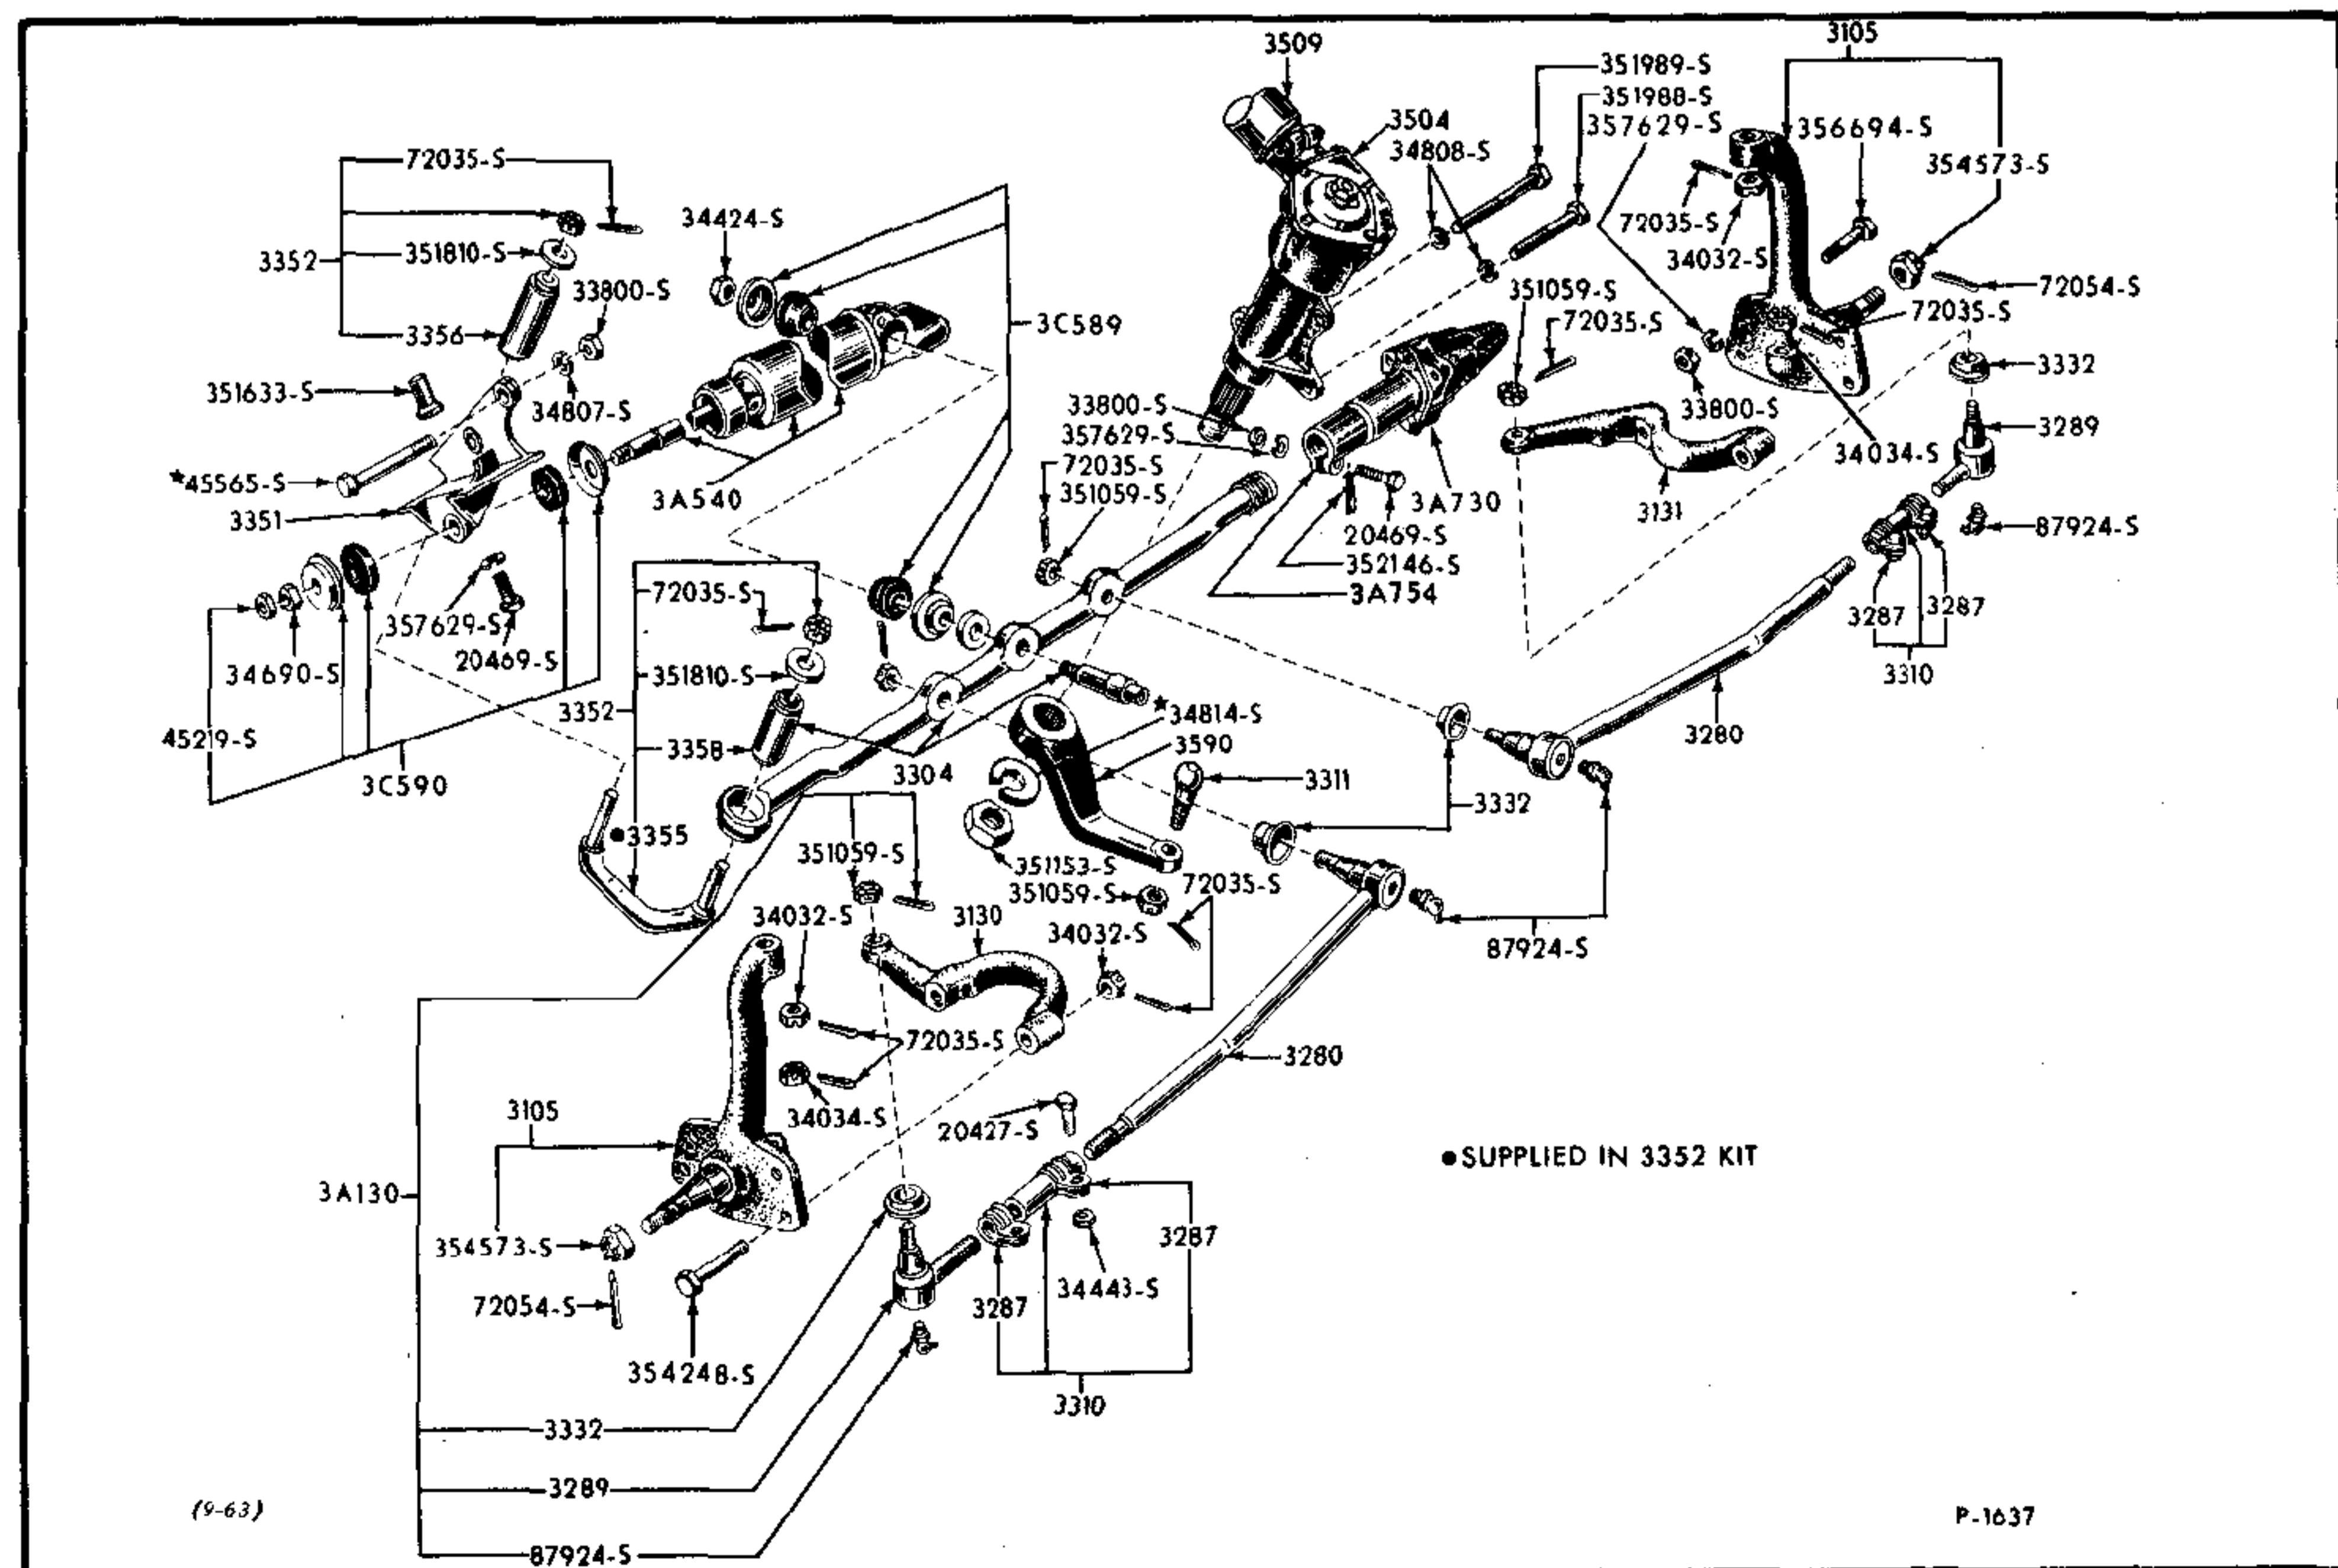 3509
3105
351989-S
351988-S
357629-S
3504
34808-S
356694-S
354573-S
72035-S
34424-S
72035-S
34032-S
3352
351810-S
33800-S
351059-S
72035-S
72054-S
72035-S
3356
3C589
3332
351633-S
34807-S
33800-S
357629-S
33800-S
3289
72035-S
34034-S
★45565-S
351059-S
3A730
3131
3351
3A540
20469-S
87924-S
352146-S
3A754
72035-S
357629-S
3287
3287
20469-S
34690-S
351810-S
3310
3352
★34814-S
45219-S
3358
3590
3280
3304
3311
3C590
3332
●3355
351059-S
351153-S
72035-S
351059-S
34032-S
3130
34032-S
87924-S
72035-S
3280
3105
34034-S
20427-S
●SUPPLIED IN 3352 KIT
3A130
354573-S
3287
34443-S
72054-S
3287
354248-S
3310
3332
3289
(9-63)
P-1637
87924-S